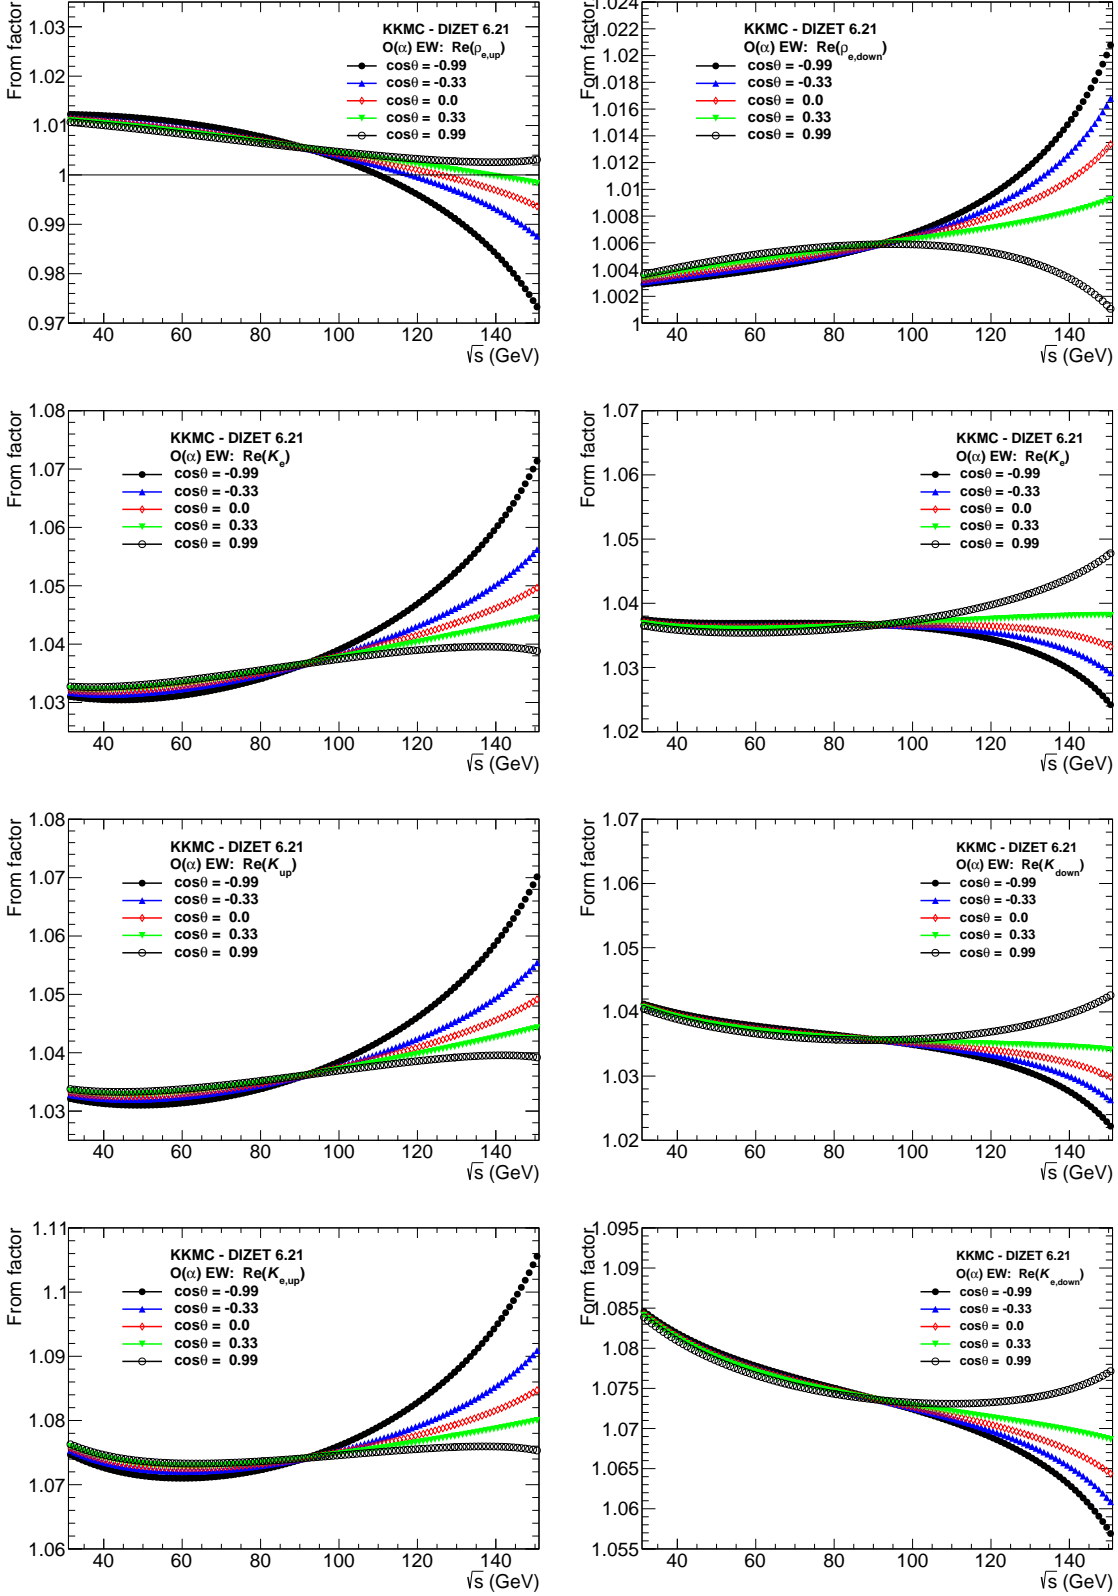 From factor
1.03
1.02
1.01
1
0.99
0.98
0.97
KKMC - DIZET 6.21
O(α) EW: Re(ρe,up)
cosθ = -0.99
cosθ = -0.33
cosθ = 0.0
cosθ = 0.33
cosθ = 0.99
40 60 80 100 120 140
√s (GeV)
Form factor
1.024
1.022
1.02
1.018
1.016
1.014
1.012
1.01
1.008
1.006
1.004
1.002
1
KKMC - DIZET 6.21
O(α) EW: Re(ρe,down)
cosθ = -0.99
cosθ = -0.33
cosθ = 0.0
cosθ = 0.33
cosθ = 0.99
40 60 80 100 120 140
√s (GeV)
From factor
1.08
1.07
1.06
1.05
1.04
1.03
KKMC - DIZET 6.21
O(α) EW: Re(Ke)
cosθ = -0.99
cosθ = -0.33
cosθ = 0.0
cosθ = 0.33
cosθ = 0.99
40 60 80 100 120 140
√s (GeV)
Form factor
1.07
1.06
1.05
1.04
1.03
1.02
KKMC - DIZET 6.21
O(α) EW: Re(Ke)
cosθ = -0.99
cosθ = -0.33
cosθ = 0.0
cosθ = 0.33
cosθ = 0.99
40 60 80 100 120 140
√s (GeV)
From factor
1.08
1.07
1.06
1.05
1.04
1.03
KKMC - DIZET 6.21
O(α) EW: Re(Kup)
cosθ = -0.99
cosθ = -0.33
cosθ = 0.0
cosθ = 0.33
cosθ = 0.99
40 60 80 100 120 140
√s (GeV)
Form factor
1.07
1.06
1.05
1.04
1.03
1.02
KKMC - DIZET 6.21
O(α) EW: Re(Kdown)
cosθ = -0.99
cosθ = -0.33
cosθ = 0.0
cosθ = 0.33
cosθ = 0.99
40 60 80 100 120 140
√s (GeV)
From factor
1.11
1.1
1.09
1.08
1.07
1.06
KKMC - DIZET 6.21
O(α) EW: Re(Ke,up)
cosθ = -0.99
cosθ = -0.33
cosθ = 0.0
cosθ = 0.33
cosθ = 0.99
40 60 80 100 120 140
√s (GeV)
Form factor
1.095
1.09
1.085
1.08
1.075
1.07
1.065
1.06
1.055
KKMC - DIZET 6.21
O(α) EW: Re(Ke,down)
cosθ = -0.99
cosθ = -0.33
cosθ = 0.0
cosθ = 0.33
cosθ = 0.99
40 60 80 100 120 140
√s (GeV)